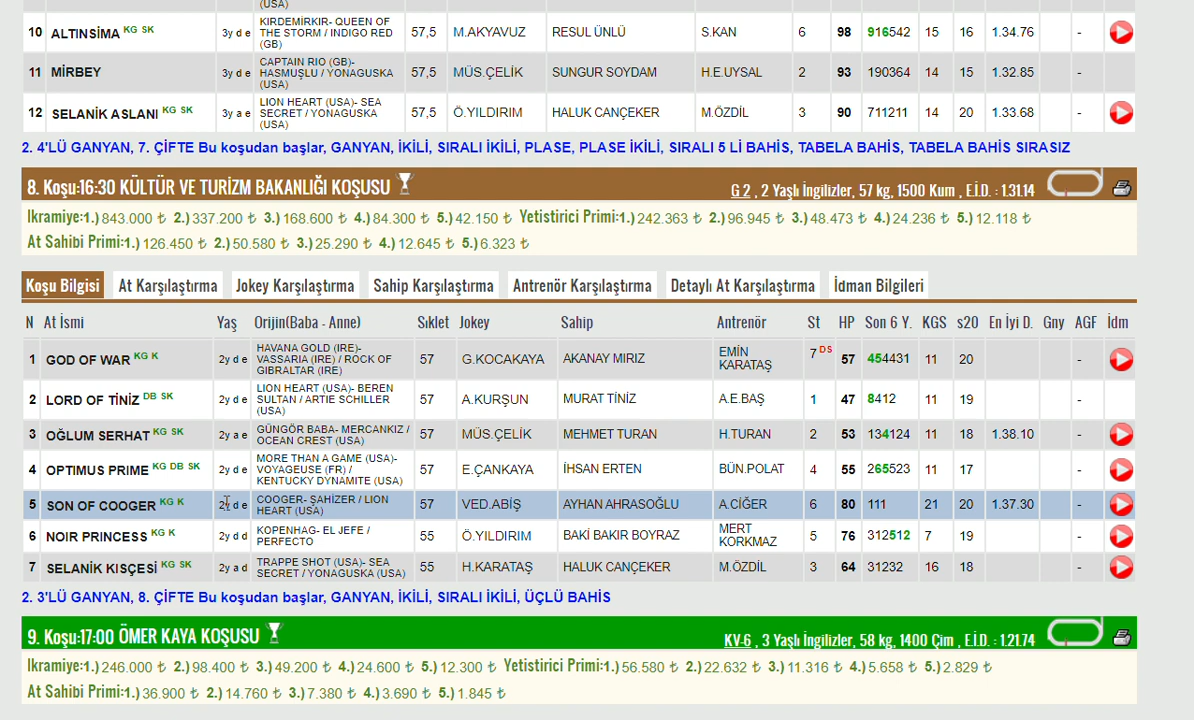 (USA)
10 ALTINSİMA KG SK 3y d e KIRDEMİRKIR- QUEEN OF THE STORM / INDIGO RED (GB) 57,5 M.AKYAVUZ RESUL ÜNLÜ S.KAN 6 98 916542 15 16 1.34.76 -
11 MİRBEY 3y d e CAPTAIN RIO (GB)- HASMUŞLU / YONAGUSKA (USA) 57,5 MÜS.ÇELİK SUNGUR SOYDAM H.E.UYSAL 2 93 190364 14 15 1.32.85 -
12 SELANİK ASLANI KG SK 3y a e LION HEART (USA)- SEA SECRET / YONAGUSKA (USA) 57,5 Ö.YILDIRIM HALUK CANÇEKER M.ÖZDİL 3 90 711211 14 20 1.33.68 -
2. 4'LÜ GANYAN, 7. ÇİFTE Bu koşudan başlar, GANYAN, İKİLİ, SIRALI İKİLİ, PLASE, PLASE İKİLİ, SIRALI 5 Lİ BAHİS, TABELA BAHİS, TABELA BAHİS SIRASIZ
8. Koşu:16:30 KÜLTÜR VE TURİZM BAKANLIĞI KOŞUSU G 2 , 2 Yaşlı İngilizler, 57 kg, 1500 Kum , E.İ.D. : 1.31.14
İkramiye:1.) 843.000 ₺ 2.) 337.200 ₺ 3.) 168.600 ₺ 4.) 84.300 ₺ 5.) 42.150 ₺ Yetistirici Primi:1.) 242.363 ₺ 2.) 96.945 ₺ 3.) 48.473 ₺ 4.) 24.236 ₺ 5.) 12.118 ₺
At Sahibi Primi:1.) 126.450 ₺ 2.) 50.580 ₺ 3.) 25.290 ₺ 4.) 12.645 ₺ 5.) 6.323 ₺
Koşu Bilgisi At Karşılaştırma Jokey Karşılaştırma Sahip Karşılaştırma Antrenör Karşılaştırma Detaylı At Karşılaştırma İdman Bilgileri
N At İsmi Yaş Orijin(Baba - Anne) Sıklet Jokey Sahip Antrenör St HP Son 6 Y. KGS s20 En İyi D. Gny AGF İdm
1 GOD OF WAR KG K 2y d e HAVANA GOLD (IRE)- VASSARIA (IRE) / ROCK OF GIBRALTAR (IRE) 57 G.KOCAKAYA AKANAY MIRIZ EMİN KARATAŞ 7 DS 57 454431 11 20 -
2 LORD OF TİNİZ DB SK 2y d e LION HEART (USA)- BEREN SULTAN / ARTIE SCHILLER (USA) 57 A.KURŞUN MURAT TİNİZ A.E.BAŞ 1 47 8412 11 19 -
3 OĞLUM SERHAT KG SK 2y a e GÜNGÖR BABA- MERCANKIZ / OCEAN CREST (USA) 57 MÜS.ÇELİK MEHMET TURAN H.TURAN 2 53 134124 11 18 1.38.10 -
4 OPTIMUS PRIME KG DB SK 2y d e MORE THAN A GAME (USA)- VOYAGEUSE (FR) / KENTUCKY DYNAMITE (USA) 57 E.ÇANKAYA İHSAN ERTEN BÜN.POLAT 4 55 265523 11 17 -
5 SON OF COOGER KG K 2y d e COOGER- ŞAHİZER / LION HEART (USA) 57 VED.ABİŞ AYHAN AHRASOĞLU A.CİĞER 6 80 111 21 20 1.37.30 -
6 NOIR PRINCESS KG K 2y d d KOPENHAG- EL JEFE / PERFECTO 55 Ö.YILDIRIM BAKİ BAKIR BOYRAZ MERT KORKMAZ 5 76 312512 7 19 -
7 SELANİK KISÇESİ KG SK 2y a d TRAPPE SHOT (USA)- SEA SECRET / YONAGUSKA (USA) 55 H.KARATAŞ HALUK CANÇEKER M.ÖZDİL 3 64 31232 16 18 -
2. 3'LÜ GANYAN, 8. ÇİFTE Bu koşudan başlar, GANYAN, İKİLİ, SIRALI İKİLİ, ÜÇLÜ BAHİS
9. Koşu:17:00 ÖMER KAYA KOŞUSU KV-6 , 3 Yaşlı İngilizler, 58 kg, 1400 Çim , E.İ.D. : 1.21.74
İkramiye:1.) 246.000 ₺ 2.) 98.400 ₺ 3.) 49.200 ₺ 4.) 24.600 ₺ 5.) 12.300 ₺ Yetistirici Primi:1.) 56.580 ₺ 2.) 22.632 ₺ 3.) 11.316 ₺ 4.) 5.658 ₺ 5.) 2.829 ₺
At Sahibi Primi:1.) 36.900 ₺ 2.) 14.760 ₺ 3.) 7.380 ₺ 4.) 3.690 ₺ 5.) 1.845 ₺